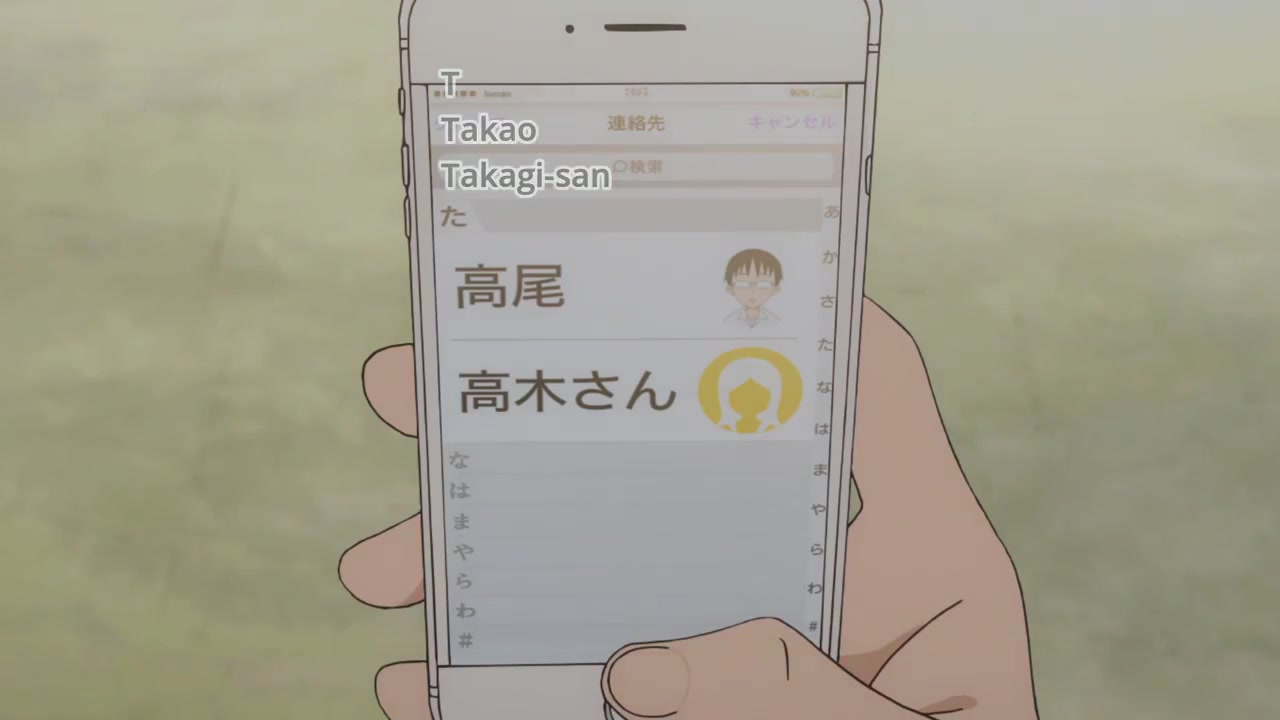 T
90%
Takao
連絡先
キャンセル
Takagi-san
検索
た
あ
高尾
か
さ
た
高木さん
な
は
な
ま
は
や
ま
ら
や
わ
ら
#
わ
#